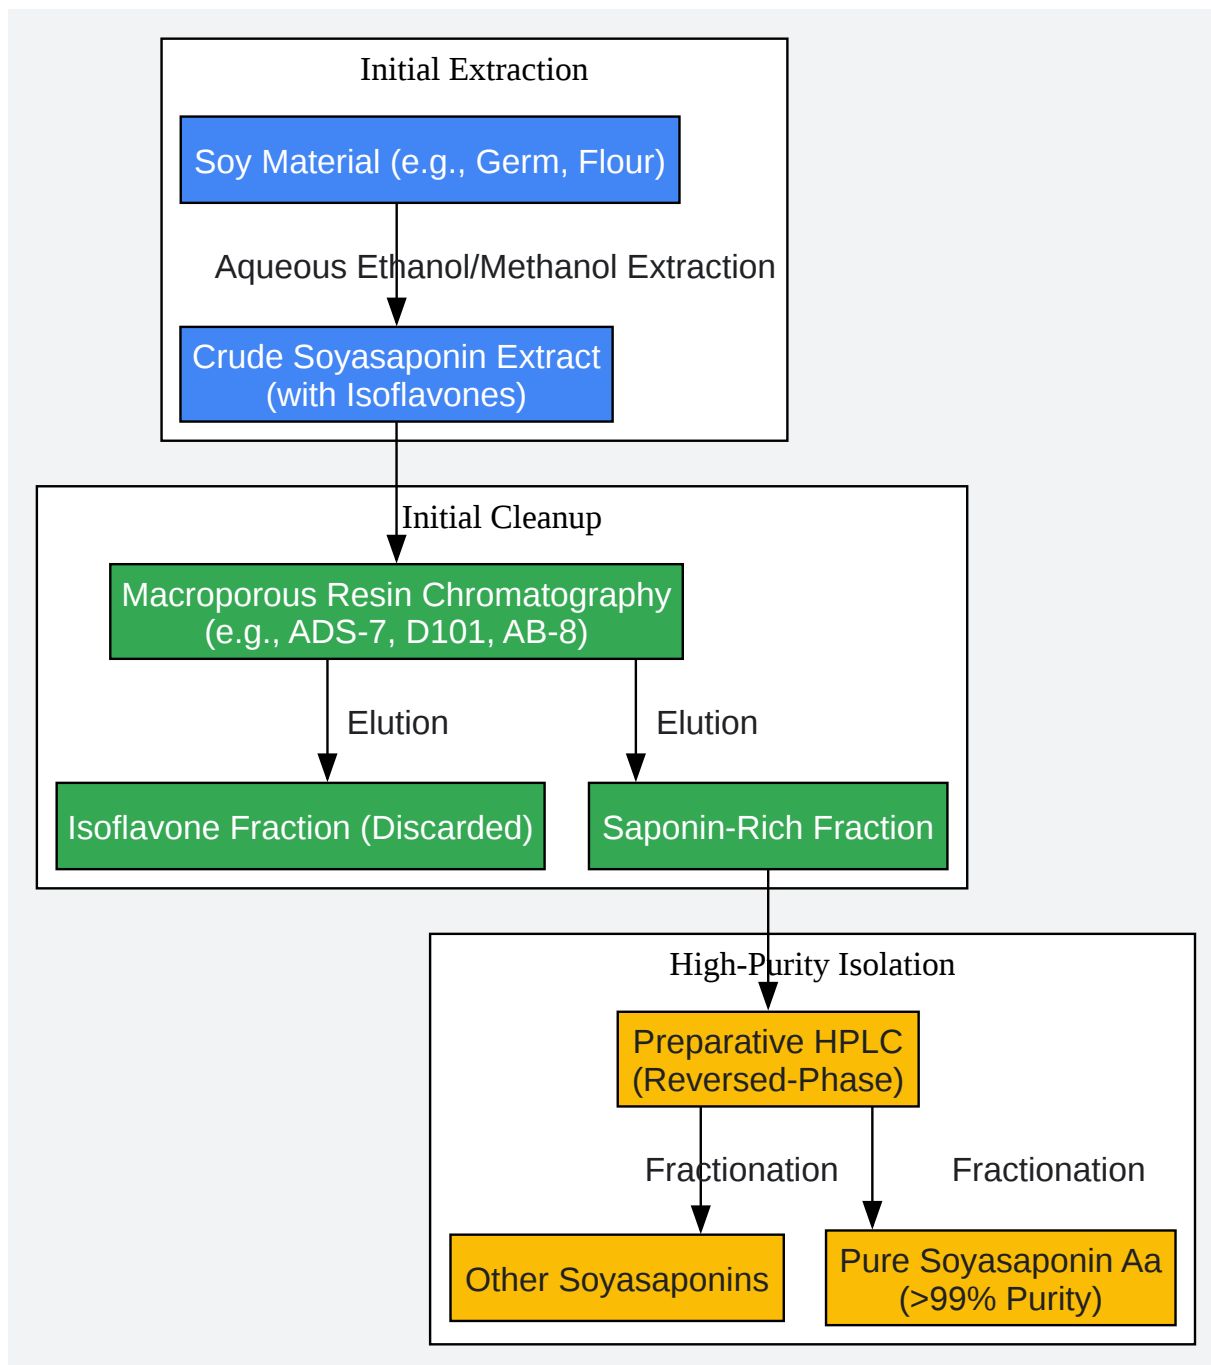 Initial Extraction
Soy Material (e.g., Germ, Flour)
Aqueous Ethanol/Methanol Extraction
Crude Soyasaponin Extract
(with Isoflavones)
Initial Cleanup
Macroporous Resin Chromatography
(e.g., ADS-7, D101, AB-8)
Elution
Elution
Isoflavone Fraction (Discarded)
Saponin-Rich Fraction
High-Purity Isolation
Preparative HPLC
(Reversed-Phase)
Fractionation
Fractionation
Other Soyasaponins
Pure Soyasaponin Aa
(>99% Purity)